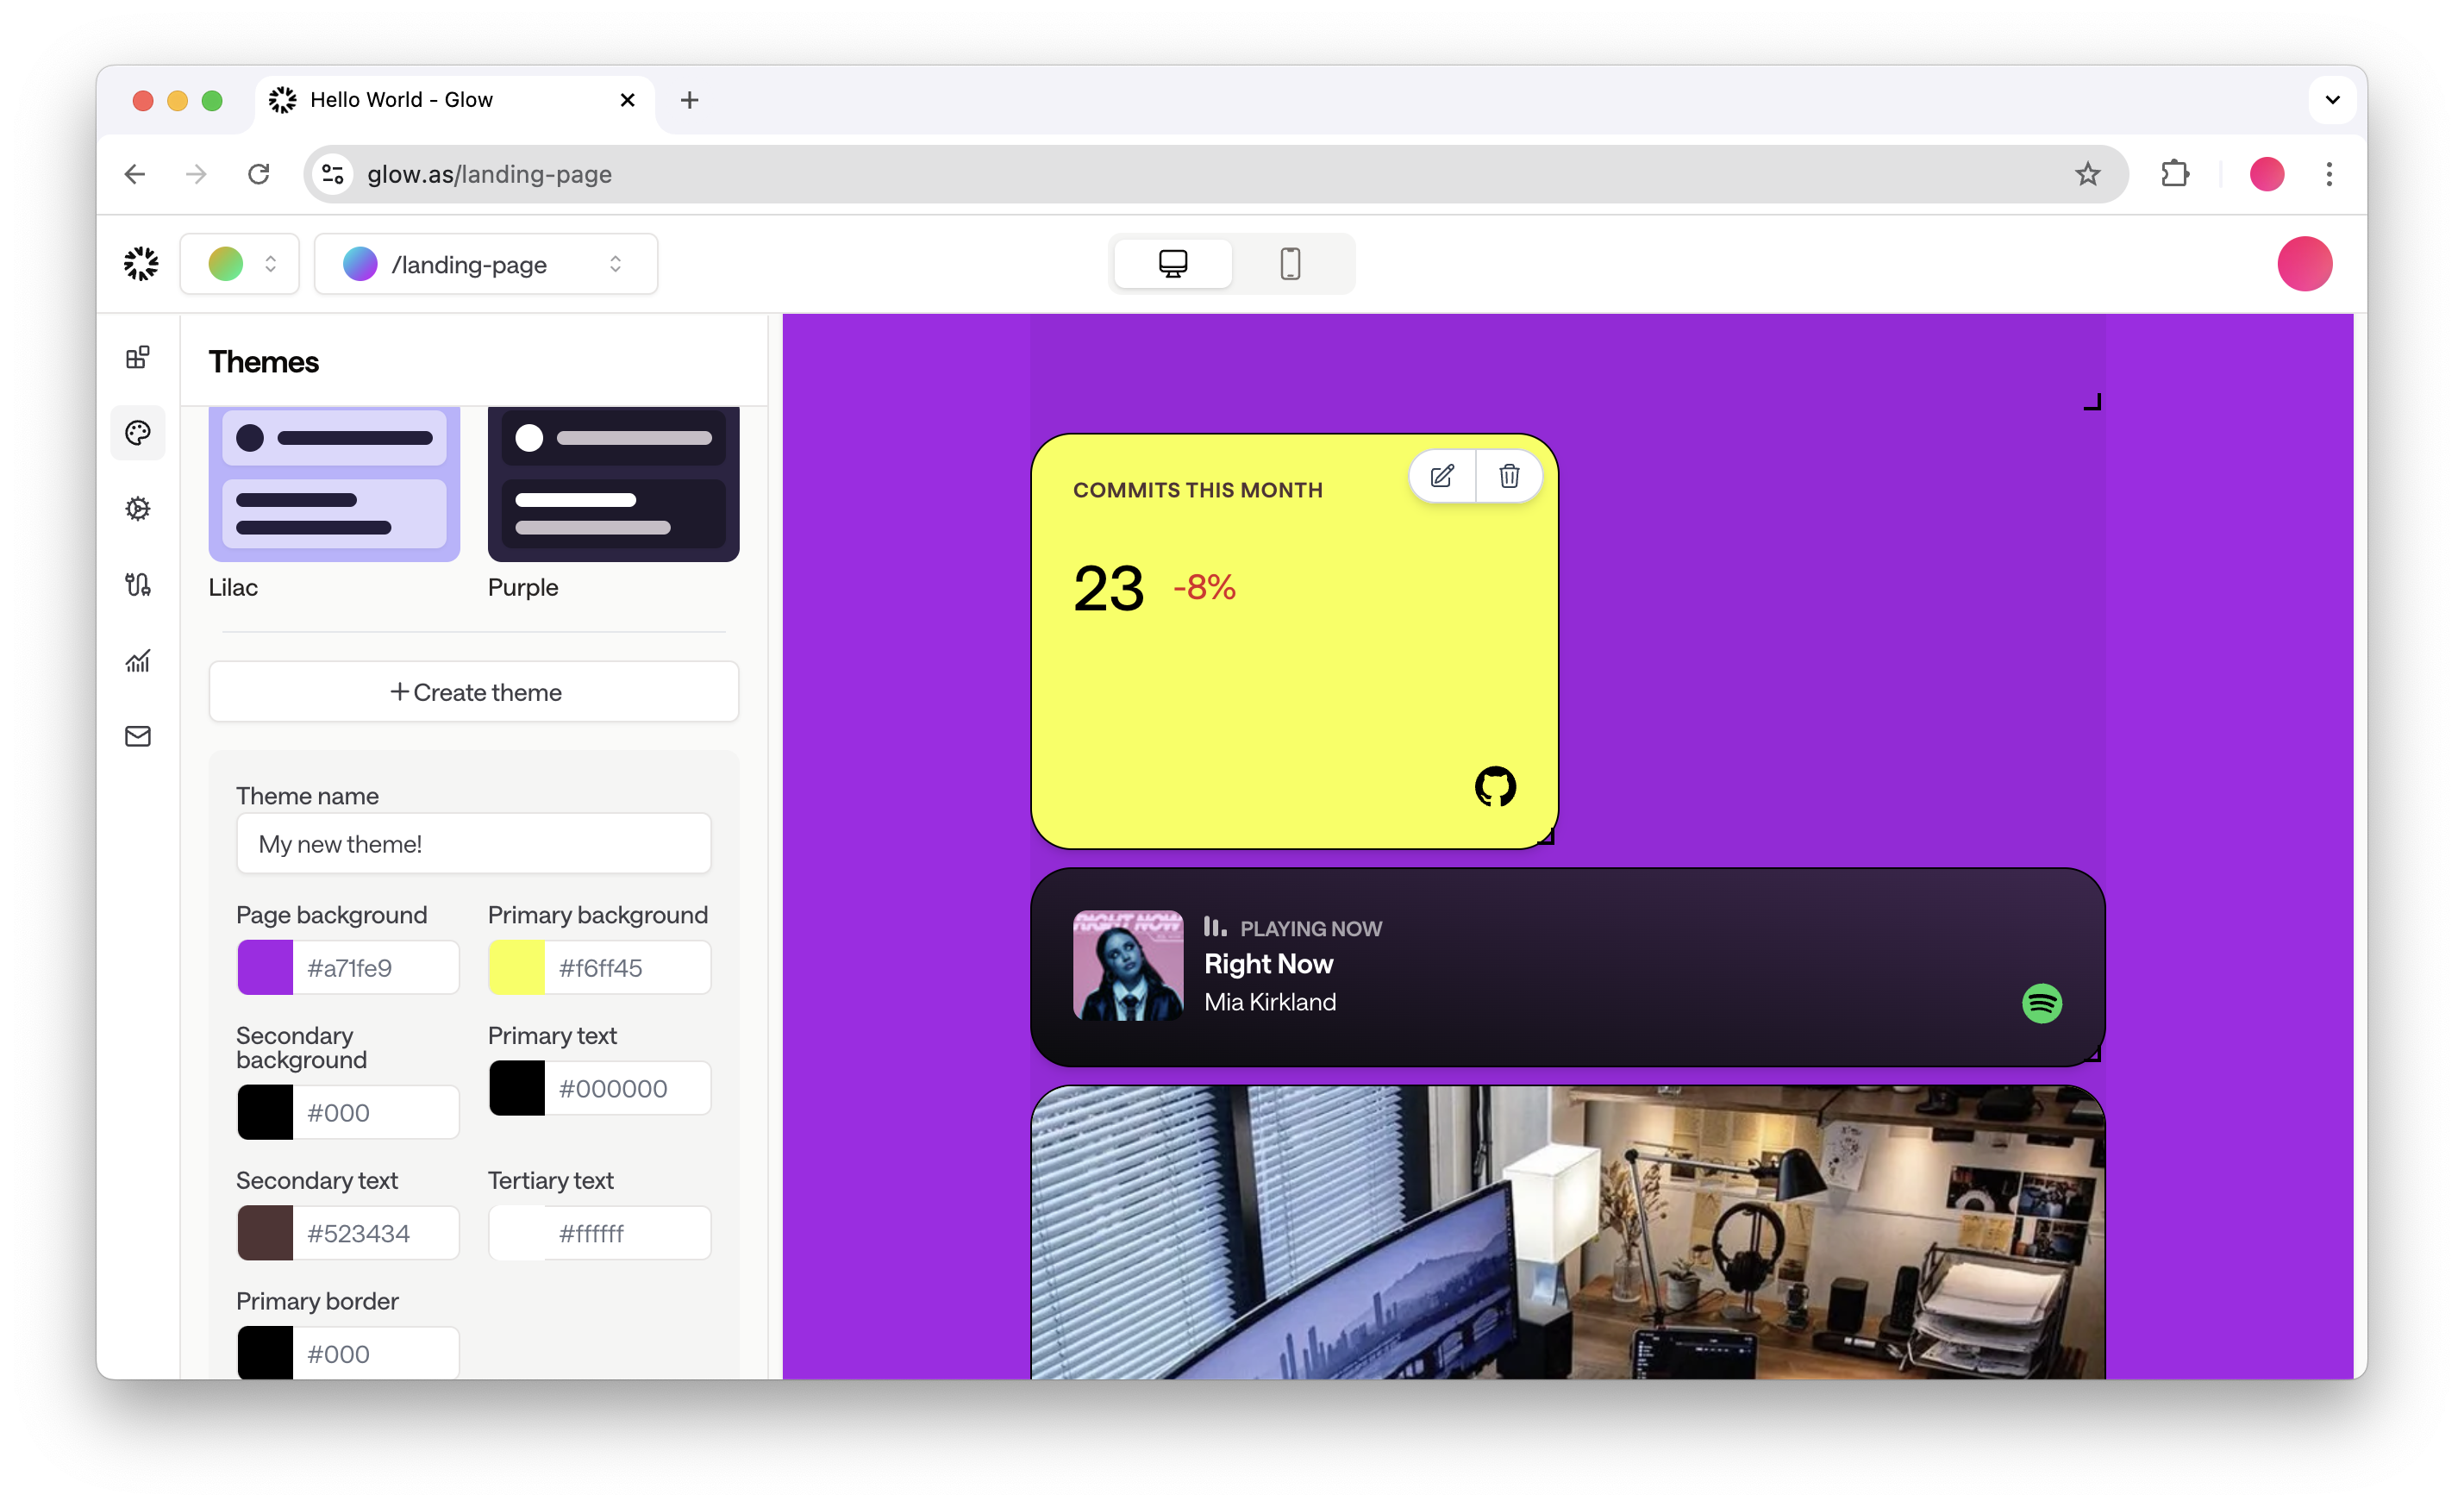 Hello World - Glow
glow.as/landing-page
/landing-page
Themes
Lilac
Purple
Create theme
Theme name
My new theme!
Page background
Primary background
#a71fe9
#f6ff45
Secondary
background
Primary text
#000
#000000
Secondary text
Tertiary text
#523434
#ffffff
Primary border
#000
COMMITS THIS MONTH
23 -8%
RIGHT NOW
PLAYING NOW
Right Now
Mia Kirkland